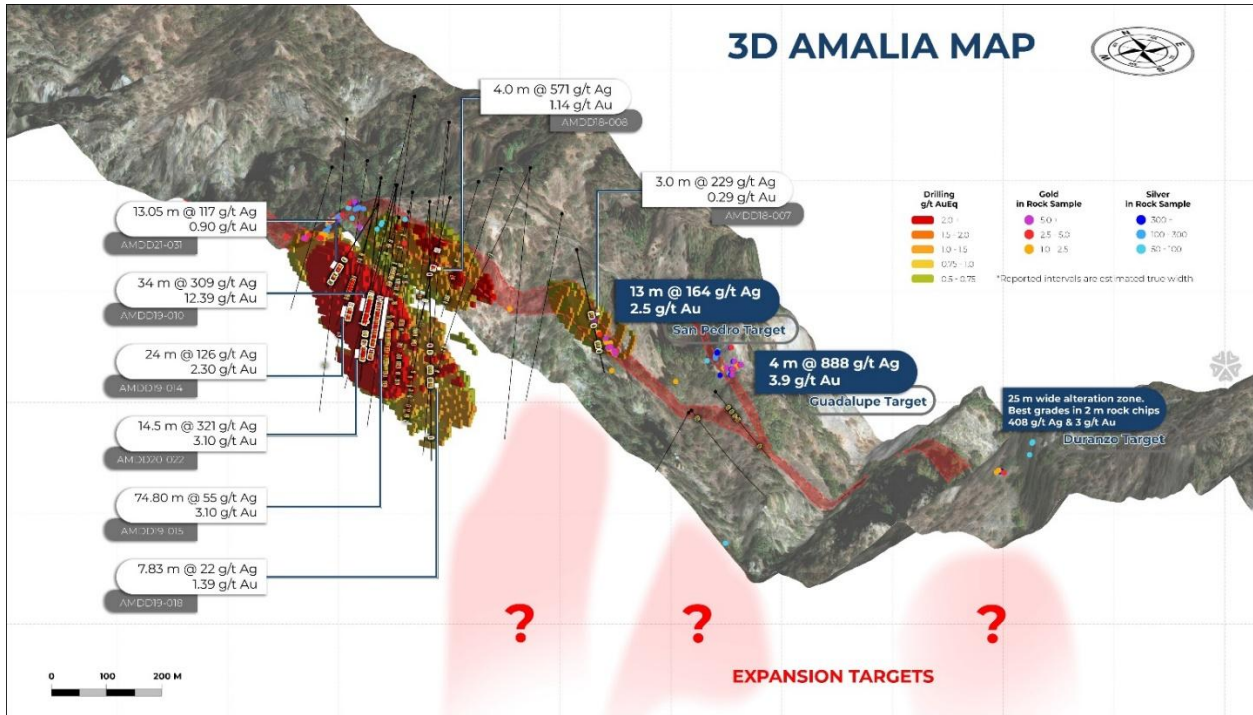 3D AMALIA MAP
N
E
S
W
4.0 m @ 571 g/t Ag
1.14 g/t Au
AMDD18-008
3.0 m @ 229 g/t Ag
0.29 g/t Au
AMDD18-007
13.05 m @ 117 g/t Ag
0.90 g/t Au
AMDD21-031
34 m @ 309 g/t Ag
12.39 g/t Au
AMDD19-010
24 m @ 126 g/t Ag
2.30 g/t Au
AMDD19-014
14.5 m @ 321 g/t Ag
3.10 g/t Au
AMDD20-022
74.80 m @ 55 g/t Ag
3.10 g/t Au
AMDD19-015
7.83 m @ 22 g/t Ag
1.39 g/t Au
AMDD19-018
13 m @ 164 g/t Ag
2.5 g/t Au
San Pedro Target
4 m @ 888 g/t Ag
3.9 g/t Au
Guadalupe Target
25 m wide alteration zone.
Best grades in 2 m rock chips
408 g/t Ag & 3 g/t Au
Duranzo Target
Drilling
g/t AuEq
2.0 +
1.5 - 2.0
1.0 - 1.5
0.75 - 1.0
0.5 - 0.75
Gold
in Rock Sample
5.0 +
2.5 - 5.0
1.0 - 2.5
Silver
in Rock Sample
300 +
100 - 300
50 - 100
*Reported intervals are estimated true width
? ? ?
EXPANSION TARGETS
0 100 200 M